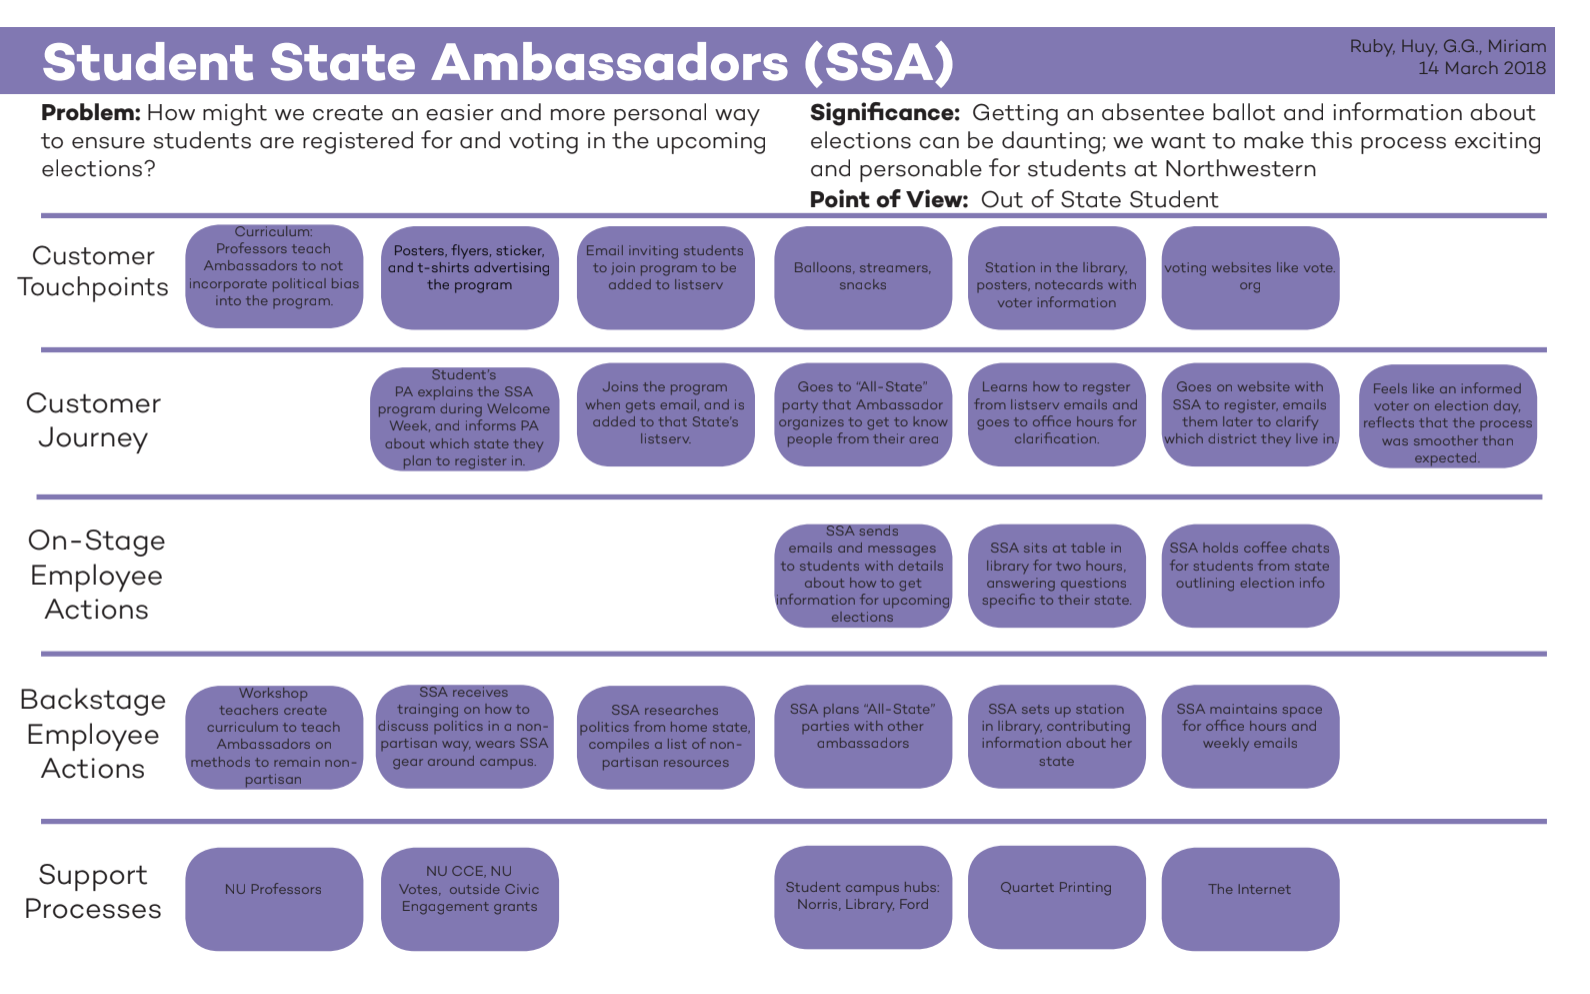 Student State Ambassadors (SSA)
Ruby, Huy, G.G., Miriam
14 March 2018
Problem: How might we create an easier and more personal way
to ensure students are registered for and voting in the upcoming
elections?
Significance: Getting an absentee ballot and information about
elections can be daunting; we want to make this process exciting
and personable for students at Northwestern
Point of View: Out of State Student
Customer
Touchpoints
Curriculum:
Professors teach
Ambassadors to not
incorporate political bias
into the program.
Posters, flyers, sticker,
and t-shirts advertising
the program
Email inviting students
to join program to be
added to listserv
Balloons, streamers,
snacks
Station in the library,
posters, notecards with
voter information
voting websites like vote.
org
Customer
Journey
Student's
PA explains the SSA
program during Welcome
Week, and informs PA
about which state they
plan to register in.
Joins the program
when gets email, and is
added to that State's
listserv.
Goes to “All-State”
party that Ambassador
organizes to get to know
people from their area
Learns how to regster
from listserv emails and
goes to office hours for
clarification.
Goes on website with
SSA to register, emails
them later to clarify
which district they live in.
Feels like an informed
voter on election day,
reflects that the process
was smoother than
expected.
On-Stage
Employee
Actions
SSA sends
emails and messages
to students with details
about how to get
information for upcoming
elections
SSA sits at table in
library for two hours,
answering questions
specific to their state.
SSA holds coffee chats
for students from state
outlining election info
Backstage
Employee
Actions
Workshop
teachers create
curriculum to teach
Ambassadors on
methods to remain non-
partisan
SSA receives
trainging on how to
discuss politics in a non-
partisan way, wears SSA
gear around campus.
SSA researches
politics from home state,
compiles a list of non-
partisan resources
SSA plans “All-State”
parties with other
ambassadors
SSA sets up station
in library, contributing
information about her
state
SSA maintains space
for office hours and
weekly emails
Support
Processes
NU Professors
NU CCE, NU
Votes, outside Civic
Engagement grants
Student campus hubs:
Norris, Library, Ford
Quartet Printing
The Internet